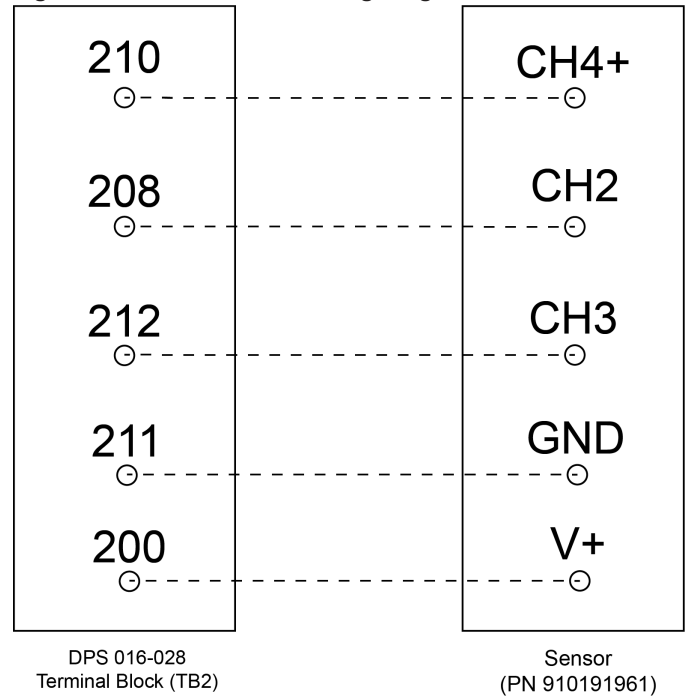 210 CH4+
208 CH2
212 CH3
211 GND
200 V+
DPS 016-028
Terminal Block (TB2)
Sensor
(PN 910191961)